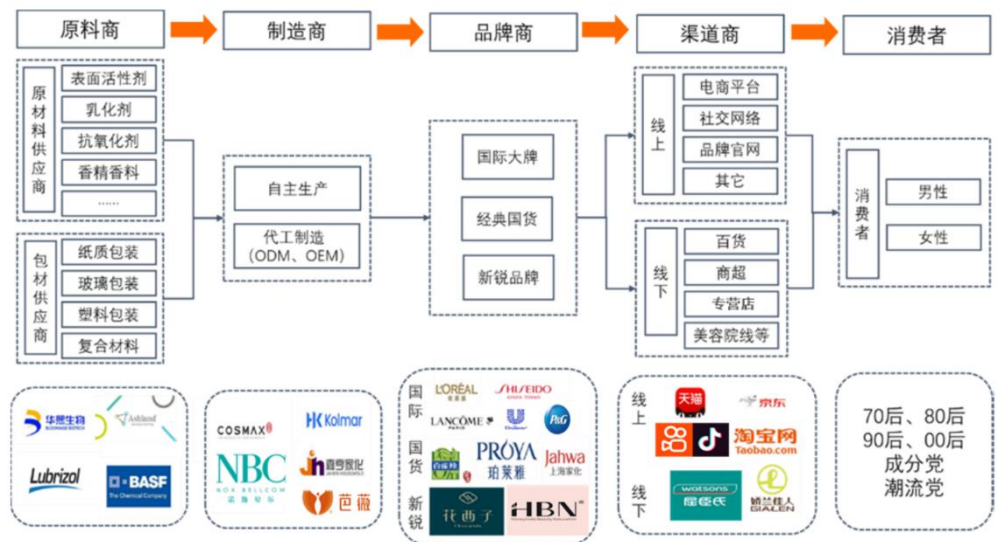 原料商
制造商
品牌商
渠道商
消费者
原材料供应商
表面活性剂
乳化剂
抗氧化剂
香精香料
......
包材供应商
纸质包装
玻璃包装
塑料包装
复合材料
自主生产
代工制造
(ODM、OEM)
国际大牌
经典国货
新锐品牌
线上
电商平台
社交网络
品牌官网
其它
线下
百货
商超
专营店
美容院线等
消费者
男性
女性
华熙生物
BLOOMAGE BIOTECH
Ashland
Lubrizol
BASF
The Chemical Company
COSMAX
Kolmar
NBC
NOX BELLCOW
诺斯贝尔
嘉亨家化
芭薇
国际
L'ORÉAL
SHISEIDO
LANCÔME
PARIS
Unilever
P&G
国货
百雀羚
PROYA
珀莱雅
Jahwa
上海家化
新锐
花西子
HBN
线上
天猫
京东
淘宝网
Taobao.com
线下
watsons
屈臣氏
娇兰佳人
GIALEN
70后、80后
90后、00后
成分党
潮流党